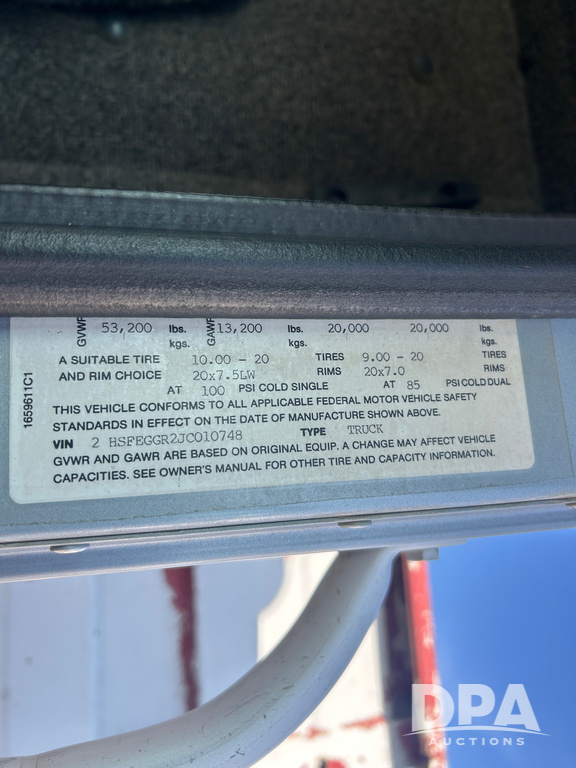 GVWR 53,200 lbs. GAWR 13,200 lbs. 20,000 20,000 lbs.
kgs. kgs. kgs.
A SUITABLE TIRE 10.00 - 20 TIRES 9.00 - 20 TIRES
AND RIM CHOICE 20x7.5LW RIMS 20x7.0 RIMS
AT 100 PSI COLD SINGLE AT 85 PSI COLD DUAL
THIS VEHICLE CONFORMS TO ALL APPLICABLE FEDERAL MOTOR VEHICLE SAFETY
STANDARDS IN EFFECT ON THE DATE OF MANUFACTURE SHOWN ABOVE.
VIN 2 HSFEGGR2JC010748 TYPE TRUCK
GVWR AND GAWR ARE BASED ON ORIGINAL EQUIP. A CHANGE MAY AFFECT VEHICLE
CAPACITIES. SEE OWNER'S MANUAL FOR OTHER TIRE AND CAPACITY INFORMATION.
1659611C1
DPA
AUCTIONS